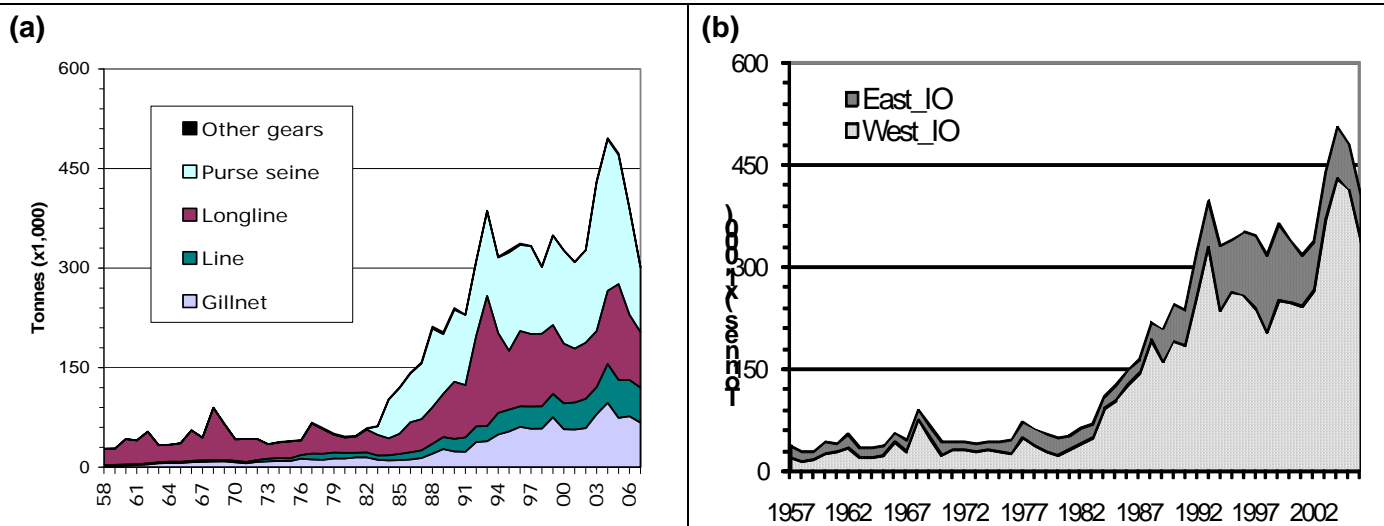 (a)
600
450
300
150
0
Tonnes (x1,000)
Other gears
Purse seine
Longline
Line
Gillnet
58 61 64 67 70 73 76 79 82 85 88 91 94 97 00 03 06
(b)
600
450
300
150
0
Tonnes
East_IO
West_IO
1957 1962 1967 1972 1977 1982 1987 1992 1997 2002